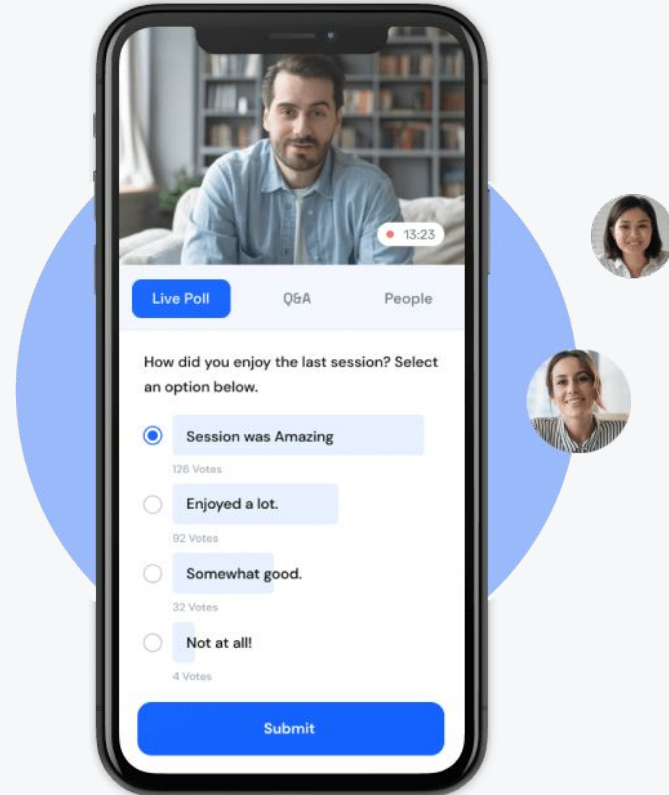 13:23
Live Poll
Q&A
People
How did you enjoy the last session? Select
an option below.
Session was Amazing
126 Votes
Enjoyed a lot.
92 Votes
Somewhat good.
32 Votes
Not at all!
4 Votes
Submit